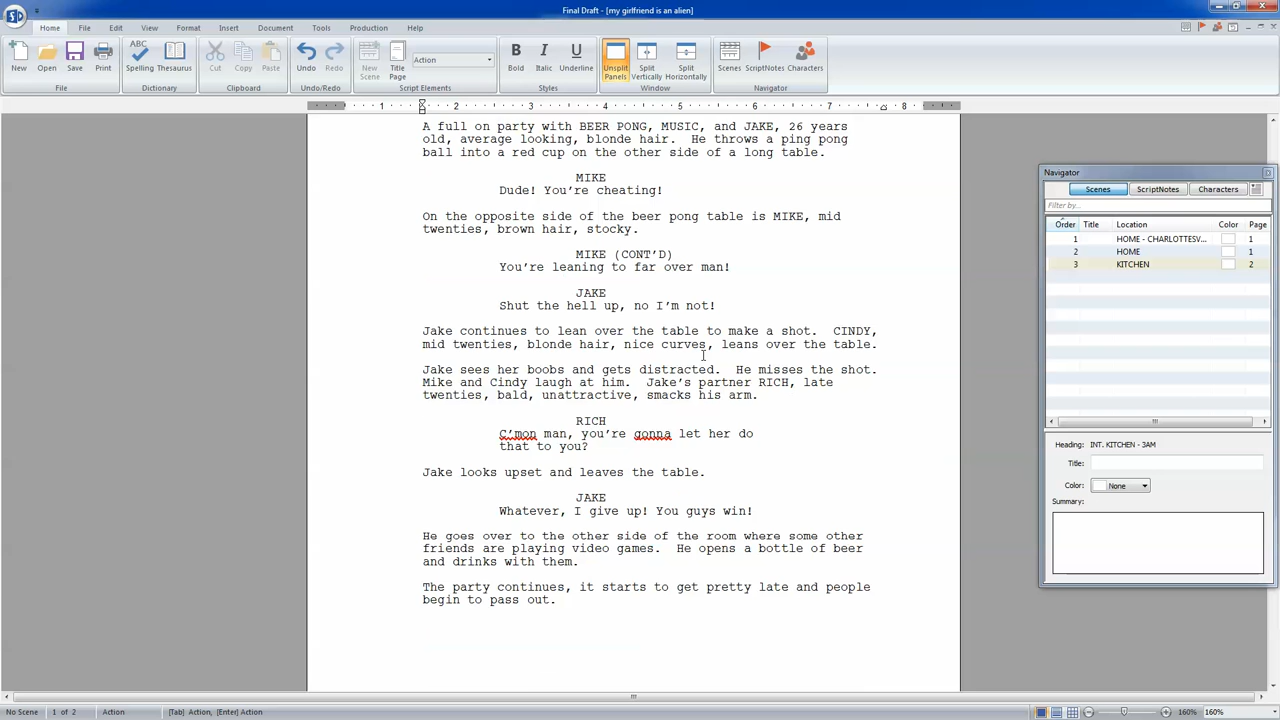 Final Draft - [my girlfriend is an alien]
Home File Edit View Format Insert Document Tools Production Help
New Open Save Print
File
ABC
Spelling Thesaurus
Dictionary
Cut Copy Paste
Clipboard
Undo Redo
Undo/Redo
New Scene Title Page Action
Script Elements
B I U
Bold Italic Underline
Styles
Unsplit Panels Split Vertically Split Horizontally
Window
Scenes ScriptNotes Characters
Navigator
1 2 3 4 5 6 7 8
A full on party with BEER PONG, MUSIC, and JAKE, 26 years
old, average looking, blonde hair.  He throws a ping pong
ball into a red cup on the other side of a long table.
MIKE
Dude! You're cheating!
On the opposite side of the beer pong table is MIKE, mid
twenties, brown hair, stocky.
MIKE (CONT'D)
You're leaning to far over man!
JAKE
Shut the hell up, no I'm not!
Jake continues to lean over the table to make a shot.  CINDY,
mid twenties, blonde hair, nice curves, leans over the table.
Jake sees her boobs and gets distracted.  He misses the shot.
Mike and Cindy laugh at him.  Jake's partner RICH, late
twenties, bald, unattractive, smacks his arm.
RICH
C'mon man, you're gonna let her do
that to you?
Jake looks upset and leaves the table.
JAKE
Whatever, I give up! You guys win!
He goes over to the other side of the room where some other
friends are playing video games.  He opens a bottle of beer
and drinks with them.
The party continues, it starts to get pretty late and people
begin to pass out.
Navigator
Scenes ScriptNotes Characters
Filter by...
Order Title Location Color Page
1 HOME - CHARLOTTESV... 1
2 HOME 1
3 KITCHEN 2
Heading: INT. KITCHEN - 3AM
Title:
Color: None
Summary:
No Scene 1 of 2 Action [Tab] Action, [Enter] Action 160% 160%